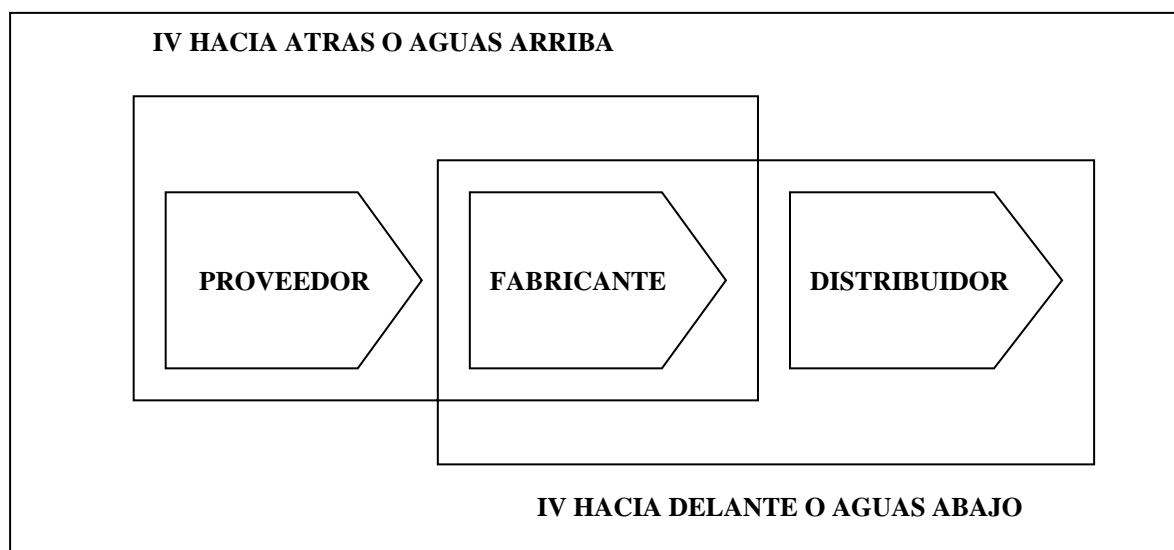 IV HACIA ATRAS O AGUAS ARRIBA
PROVEEDOR
FABRICANTE
DISTRIBUIDOR
IV HACIA DELANTE O AGUAS ABAJO